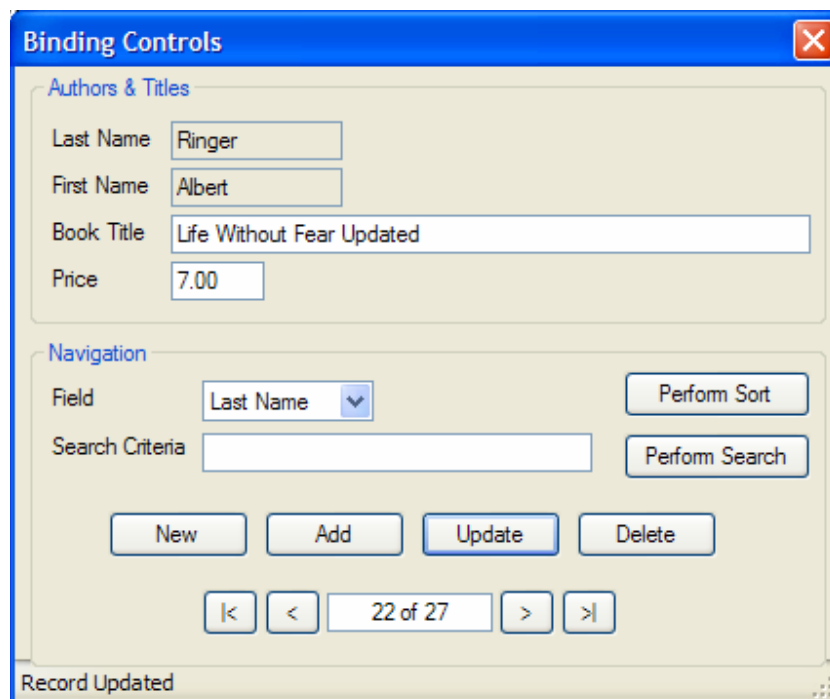 Binding Controls
Authors & Titles
Last Name Ringer
First Name Albert
Book Title Life Without Fear Updated
Price 7.00
Navigation
Field Last Name Perform Sort
Search Criteria Perform Search
New Add Update Delete
|< < 22 of 27 > >|
Record Updated